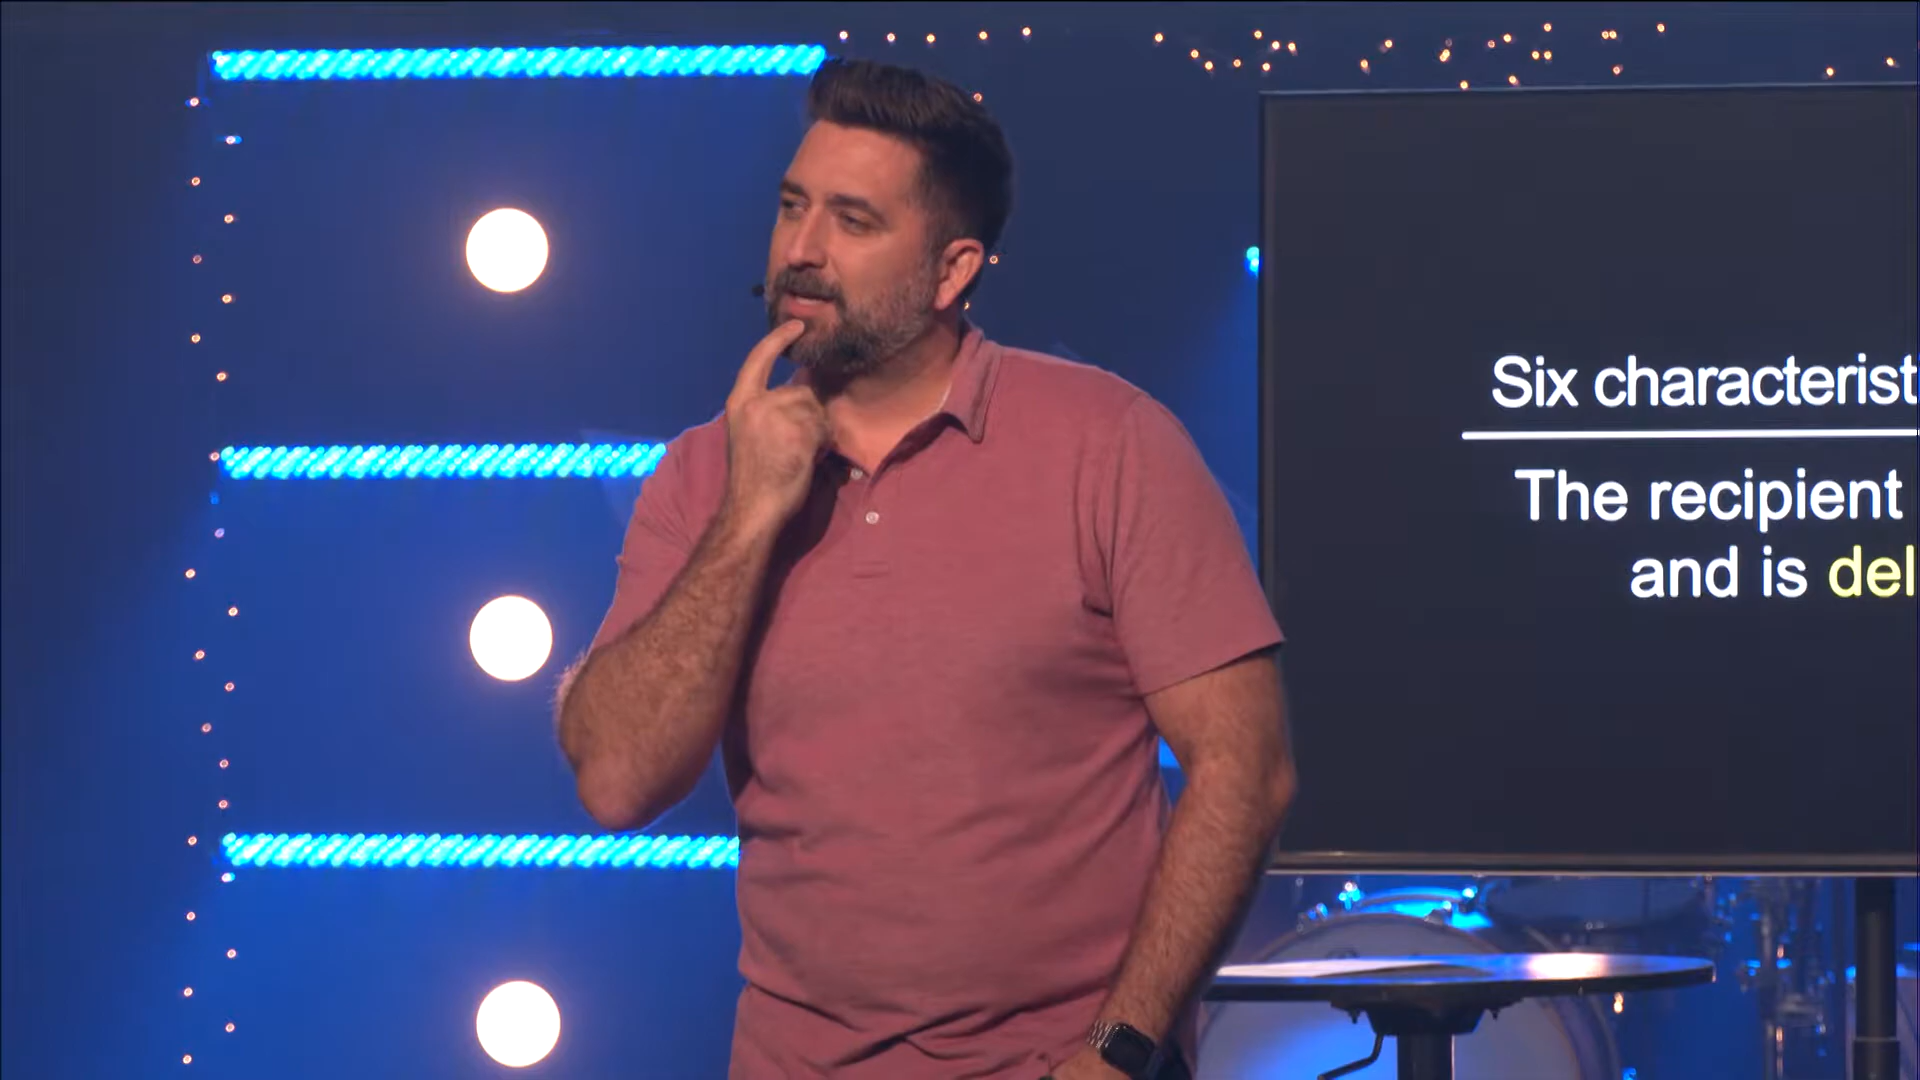 Six characterist
The recipient
and is del